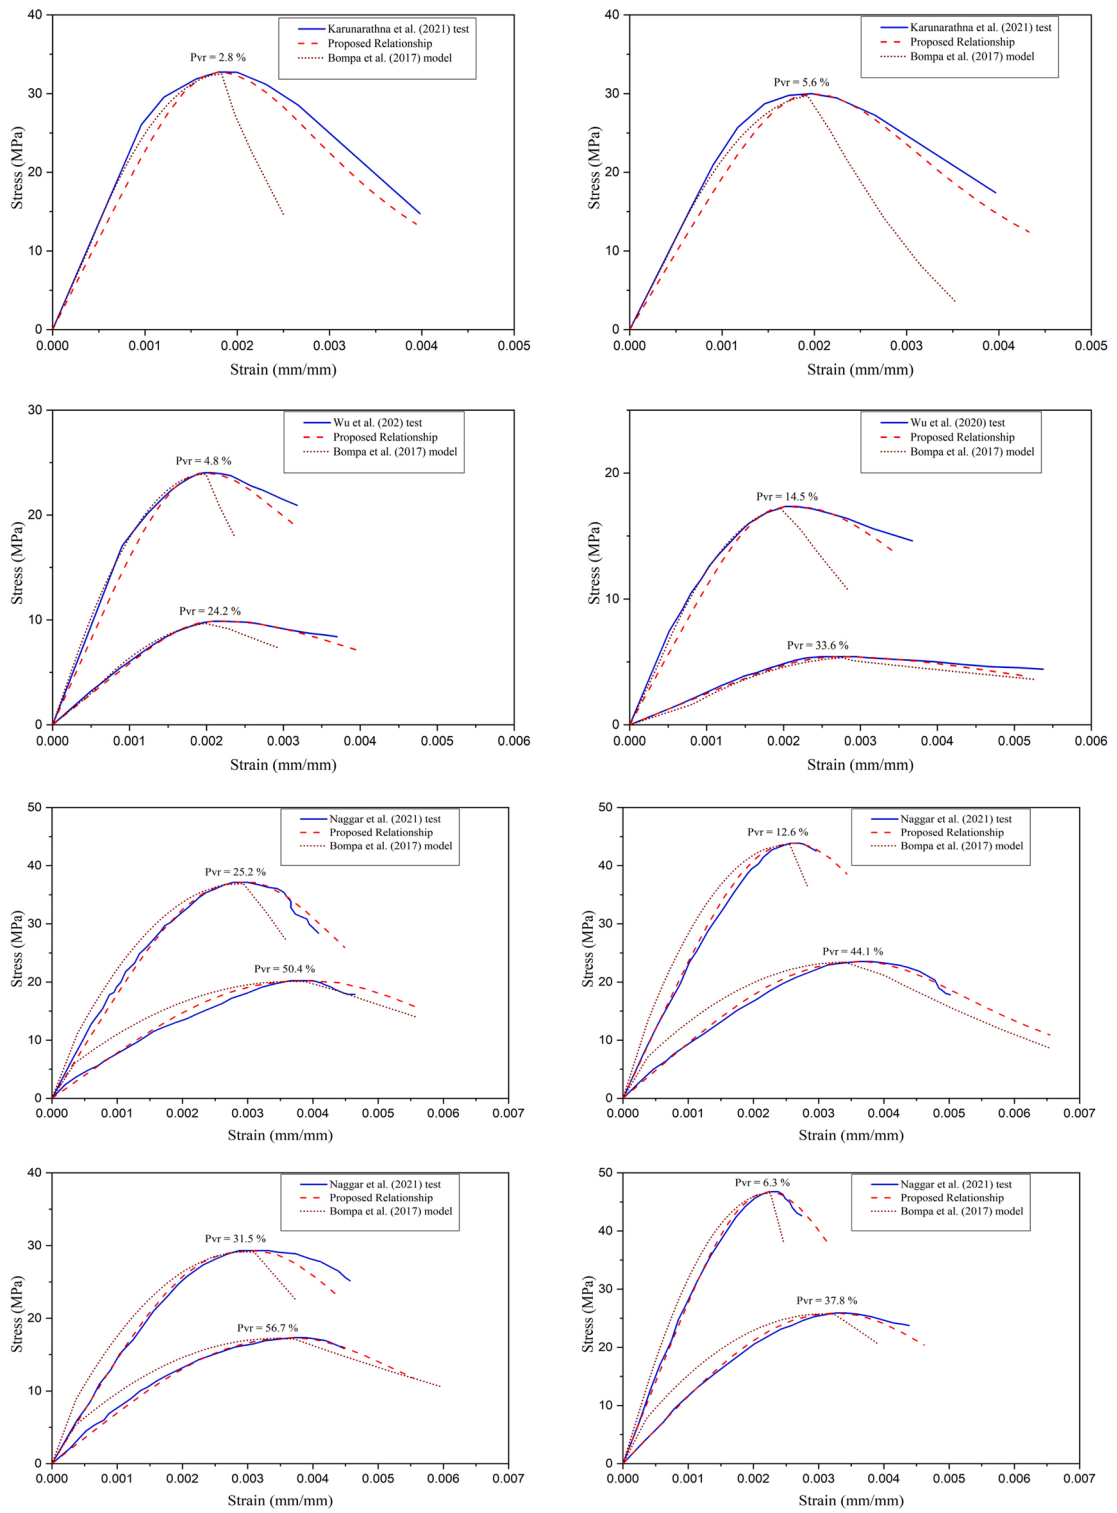 40
30
20
10
0
Stress (MPa)
Pvr = 2.8 %
Karunarathna et al. (2021) test
Proposed Relationship
Bompa et al. (2017) model
0.000 0.001 0.002 0.003 0.004 0.005
Strain (mm/mm)
40
30
20
10
0
Stress (MPa)
Pvr = 5.6 %
Karunarathna et al. (2021) test
Proposed Relationship
Bompa et al. (2017) model
0.000 0.001 0.002 0.003 0.004 0.005
Strain (mm/mm)
30
20
10
0
Stress (MPa)
Wu et al. (202) test
Proposed Relationship
Bompa et al. (2017) model
Pvr = 4.8 %
Pvr = 24.2 %
0.000 0.001 0.002 0.003 0.004 0.005 0.006
Strain (mm/mm)
20
10
0
Stress (MPa)
Wu et al. (2020) test
Proposed Relationship
Bompa et al. (2017) model
Pvr = 14.5 %
Pvr = 33.6 %
0.000 0.001 0.002 0.003 0.004 0.005 0.006
Strain (mm/mm)
50
40
30
20
10
0
Stress (MPa)
Naggar et al. (2021) test
Proposed Relationship
Bompa et al. (2017) model
Pvr = 25.2 %
Pvr = 50.4 %
0.000 0.001 0.002 0.003 0.004 0.005 0.006 0.007
Strain (mm/mm)
50
40
30
20
10
0
Stress (MPa)
Naggar et al. (2021) test
Proposed Relationship
Bompa et al. (2017) model
Pvr = 12.6 %
Pvr = 44.1 %
0.000 0.001 0.002 0.003 0.004 0.005 0.006 0.007
Strain (mm/mm)
40
30
20
10
0
Stress (MPa)
Naggar et al. (2021) test
Proposed Relationship
Bompa et al. (2017) model
Pvr = 31.5 %
Pvr = 56.7 %
0.000 0.001 0.002 0.003 0.004 0.005 0.006 0.007
Strain (mm/mm)
50
40
30
20
10
0
Stress (MPa)
Pvr = 6.3 %
Naggar et al. (2021) test
Proposed Relationship
Bompa et al. (2017) model
Pvr = 37.8 %
0.000 0.001 0.002 0.003 0.004 0.005 0.006 0.007
Strain (mm/mm)